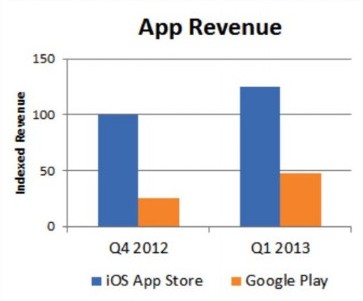 App Revenue
150
100
50
0
Indexed Revenue
Q4 2012 Q1 2013
iOS App Store Google Play